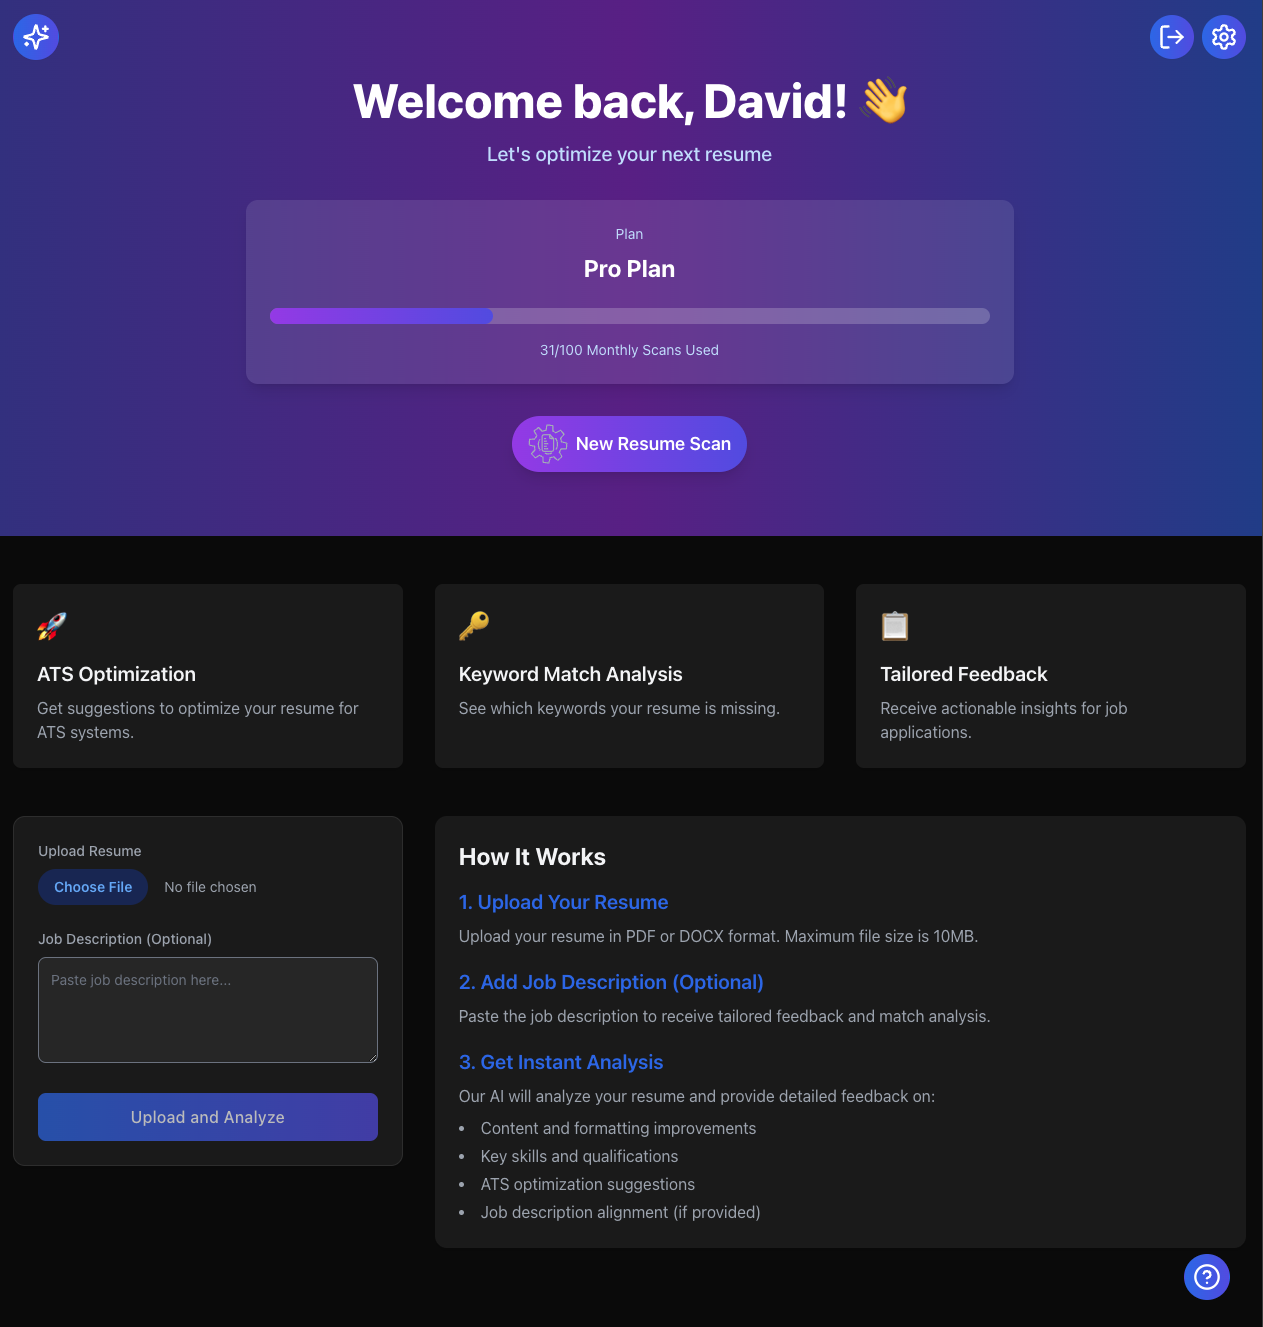 Welcome back, David! 👋
Let's optimize your next resume
Plan
Pro Plan
31/100 Monthly Scans Used
New Resume Scan
ATS Optimization
Get suggestions to optimize your resume for
ATS systems.
Keyword Match Analysis
See which keywords your resume is missing.
Tailored Feedback
Receive actionable insights for job
applications.
Upload Resume
Choose File No file chosen
Job Description (Optional)
Paste job description here...
Upload and Analyze
How It Works
1. Upload Your Resume
Upload your resume in PDF or DOCX format. Maximum file size is 10MB.
2. Add Job Description (Optional)
Paste the job description to receive tailored feedback and match analysis.
3. Get Instant Analysis
Our AI will analyze your resume and provide detailed feedback on:
• Content and formatting improvements
• Key skills and qualifications
• ATS optimization suggestions
• Job description alignment (if provided)